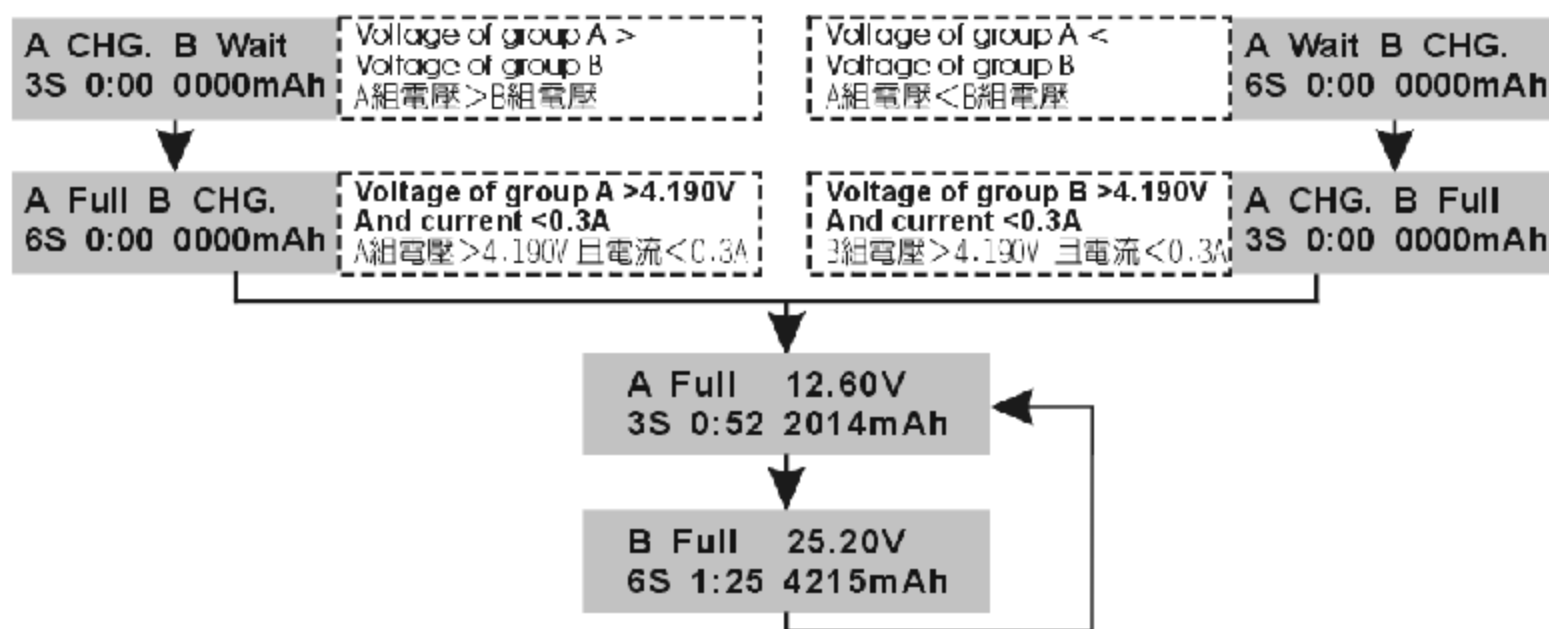 A CHG. B Wait
3S 0:00 0000mAh
Voltage of group A >
Voltage of group B
A組電壓>B組電壓
Voltage of group A <
Voltage of group B
A組電壓<B組電壓
A Wait B CHG.
6S 0:00 0000mAh
A Full B CHG.
6S 0:00 0000mAh
Voltage of group A >4.190V
And current <0.3A
A組電壓>4.190V 且電流<0.3A
Voltage of group B >4.190V
And current <0.3A
B組電壓>4.190V 且電流<0.3A
A CHG. B Full
3S 0:00 0000mAh
A Full 12.60V
3S 0:52 2014mAh
B Full 25.20V
6S 1:25 4215mAh